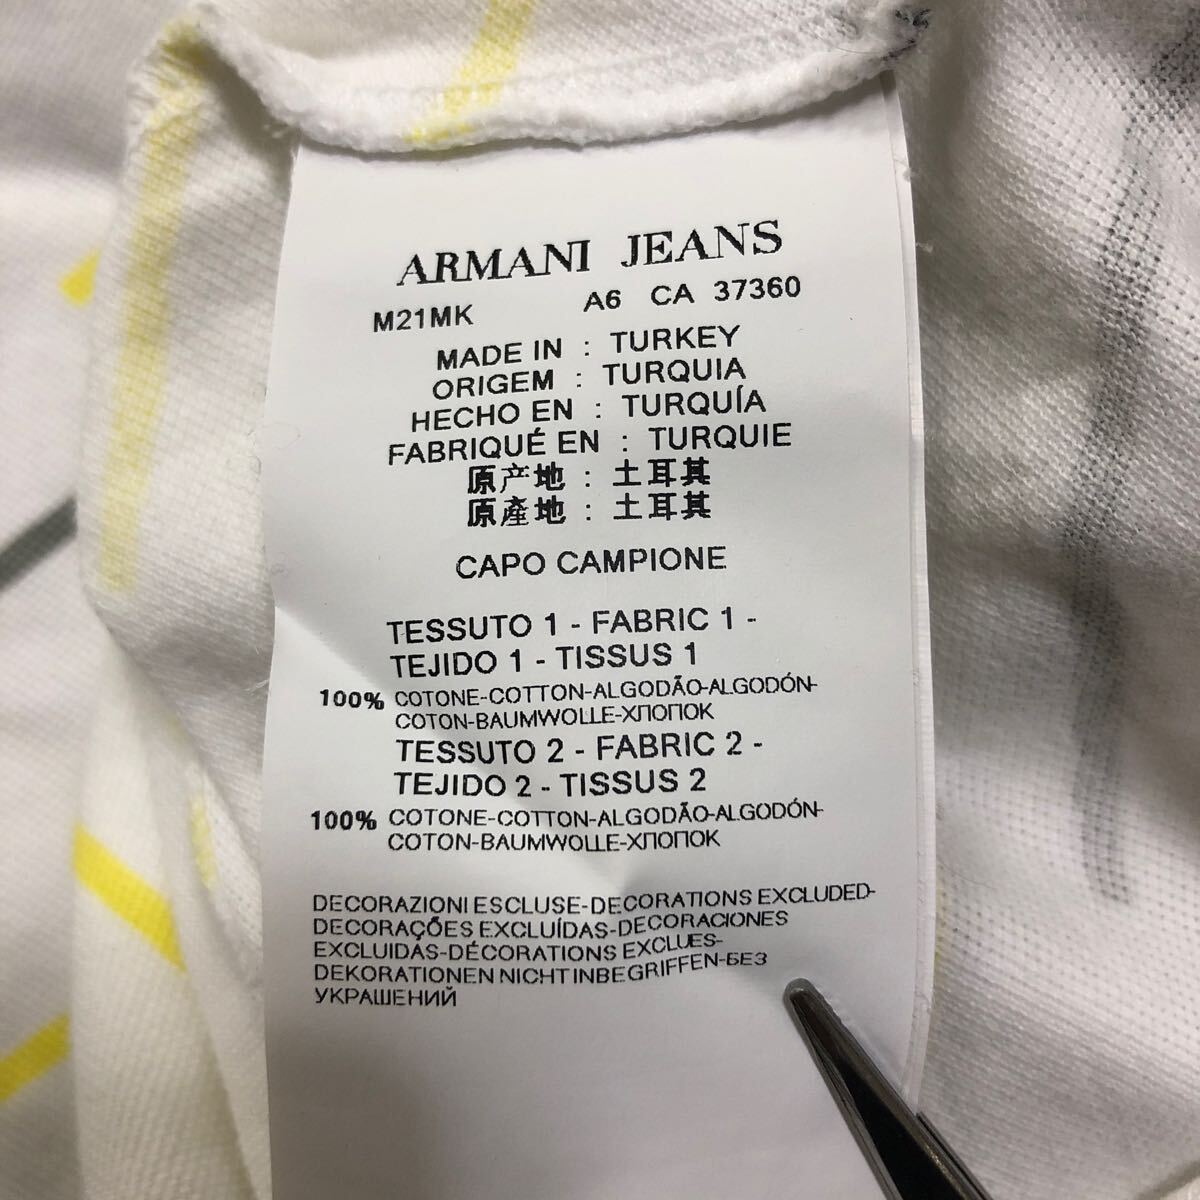 ARMANI JEANS
M21MK A6 CA 37360
MADE IN : TURKEY
ORIGEM : TURQUIA
HECHO EN : TURQUÍA
FABRIQUÉ EN : TURQUIE
原产地 : 土耳其
原產地 : 土耳其
CAPO CAMPIONE
TESSUTO 1 - FABRIC 1 -
TEJIDO 1 - TISSUS 1
100% COTONE-COTTON-ALGODÃO-ALGODÓN-
COTON-BAUMWOLLE-ХЛОПОК
TESSUTO 2 - FABRIC 2 -
TEJIDO 2 - TISSUS 2
100% COTONE-COTTON-ALGODÃO-ALGODÓN-
COTON-BAUMWOLLE-ХЛОПОК
DECORAZIONI ESCLUSE-DECORATIONS EXCLUDED-
DECORAÇÕES EXCLUÍDAS-DECORACIONES
EXCLUIDAS-DÉCORATIONS EXCLUES-
DEKORATIONEN NICHT INBEGRIFFEN-БЕЗ
УКРАШЕНИЙ